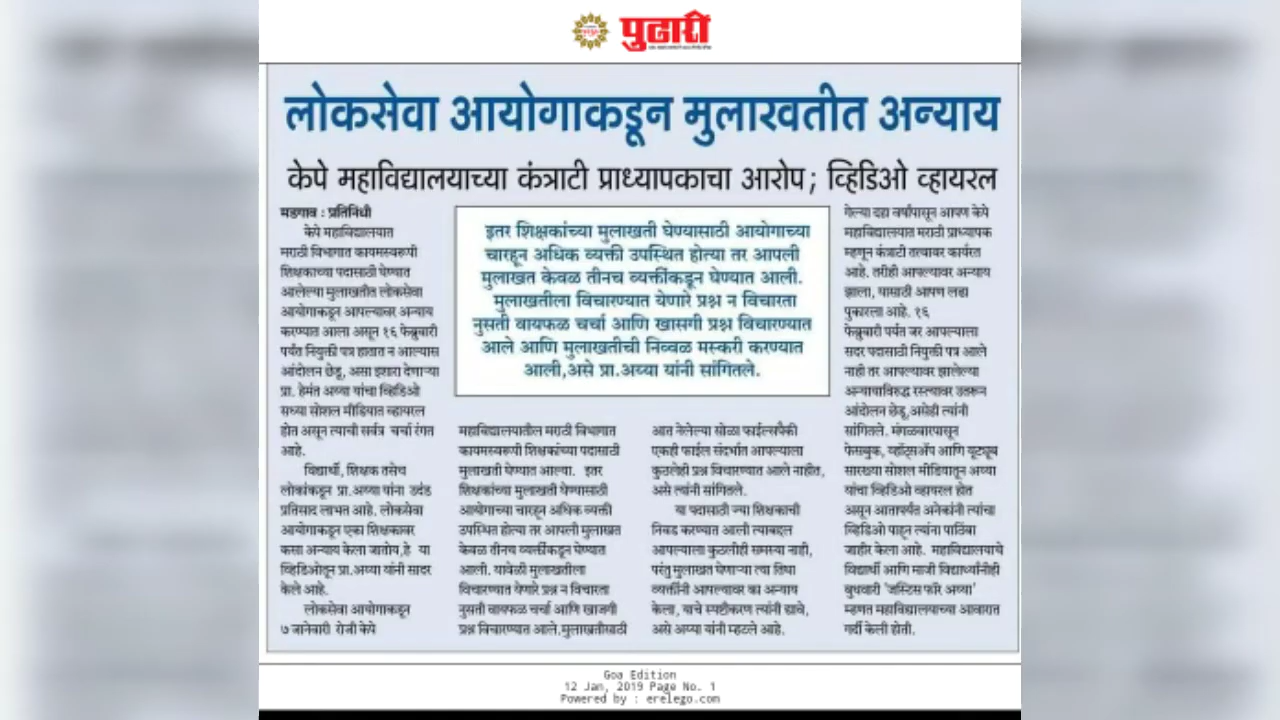 पुढारी
लोकसेवा आयोगाकडून मुलाखतीत अन्याय
केपे महाविद्यालयाच्या कंत्राटी प्राध्यापकाचा आरोप; व्हिडिओ व्हायरल
मडगाव : प्रतिनिधी
केपे महाविद्यालयात
मराठी विभागात कायमस्वरूपी
शिक्षकाच्या पदासाठी घेण्यात
आलेल्या मुलाखतीत लोकसेवा
आयोगाकडून आपल्यावर अन्याय
करण्यात आला असून १६ फेब्रुवारी
पर्यंत नियुक्ती पत्र हातात न आल्यास
आंदोलन छेडू, असा इशारा देणाऱ्या
प्रा. हेमंत अय्या यांचा व्हिडिओ
सध्या सोशल मीडियात व्हायरल
होत असून त्याची सर्वत्र चर्चा रंगत
आहे.
विद्यार्थी, शिक्षक तसेच
लोकांकडून प्रा.अय्या यांना उदंड
प्रतिसाद लाभत आहे. लोकसेवा
आयोगाकडून एका शिक्षकावर
कसा अन्याय केला जातोय,हे या
व्हिडिओतून प्रा.अय्या यांनी सादर
केले आहे.
लोकसेवा आयोगाकडून
७ जानेवारी रोजी केपे
इतर शिक्षकांच्या मुलाखती घेण्यासाठी आयोगाच्या
चारहून अधिक व्यक्ती उपस्थित होत्या तर आपली
मुलाखत केवळ तीनच व्यक्तींकडून घेण्यात आली.
मुलाखतीला विचारण्यात येणारे प्रश्न न विचारता
नुसती वायफळ चर्चा आणि खासगी प्रश्न विचारण्यात
आले आणि मुलाखतीची निव्वळ मस्करी करण्यात
आली,असे प्रा.अय्या यांनी सांगितले.
महाविद्यालयातील मराठी विभागात
कायमस्वरूपी शिक्षकांच्या पदासाठी
मुलाखती घेण्यात आल्या. इतर
शिक्षकांच्या मुलाखती घेण्यासाठी
आयोगाच्या चारहून अधिक व्यक्ती
उपस्थित होत्या तर आपली मुलाखत
केवळ तीनच व्यक्तींकडून घेण्यात
आली. यावेळी मुलाखतीला
विचारण्यात येणारे प्रश्न न विचारता
नुसती वायफळ चर्चा आणि खाजगी
प्रश्न विचारण्यात आले.मुलाखतीसाठी
आत नेलेल्या सोळा फाईल्सपैकी
एकही फाईल संदर्भात आपल्याला
कुठलेही प्रश्न विचारण्यात आले नाहीत,
असे त्यांनी सांगितले.
या पदासाठी ज्या शिक्षकाची
निवड करण्यात आली त्याबद्दल
आपल्याला कुठलीही समस्या नाही,
परंतु मुलाखत घेणाऱ्या त्या तिघा
व्यक्तींनी आपल्यावर का अन्याय
केला, याचे स्पष्टीकरण त्यांनी द्यावे,
असे अय्या यांनी म्हटले आहे.
गेल्या दहा वर्षांपासून आपण केपे
महाविद्यालयात मराठी प्राध्यापक
म्हणून कंत्राटी तत्वावर कार्यरत
आहे. तरीही आपल्यावर अन्याय
झाला, यासाठी आपण लढा
पुकारला आहे. १६
फेब्रुवारी पर्यंत जर आपल्याला
सदर पदासाठी नियुक्ती पत्र आले
नाही तर आपल्यावर झालेल्या
अन्यायाविरुद्ध रस्त्यावर उतरून
आंदोलन छेडू,असेही त्यांनी
सांगितले. मंगळवारपासून
फेसबुक, व्हॉट्सॲप आणि यूट्यूब
सारख्या सोशल मीडियातून अय्या
यांचा व्हिडिओ व्हायरल होत
असून आतापर्यंत अनेकांनी त्यांचा
व्हिडिओ पाहून त्यांना पाठिंबा
जाहीर केला आहे. महाविद्यालयाचे
विद्यार्थी आणि माजी विद्यार्थ्यांनीही
बुधवारी 'जस्टिस फॉर अय्या'
म्हणत महाविद्यालयाच्या आवारात
गर्दी केली होती.
Goa Edition
12 Jan, 2019 Page No. 1
Powered by : erelego.com